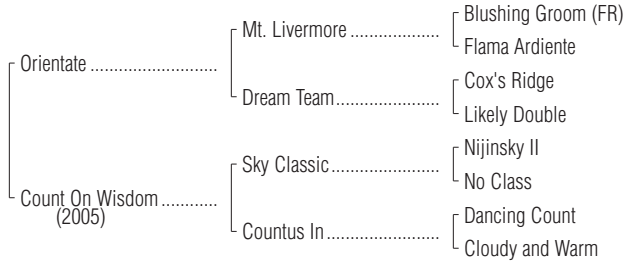 Blushing Groom (FR)
Mt. Livermore ....................
Flama Ardiente
Orientate ............................
Cox's Ridge
Dream Team.......................
Likely Double
Nijinsky II
Sky Classic........................
No Class
Count On Wisdom ............
(2005)
Dancing Count
Countus In .........................
Cloudy and Warm